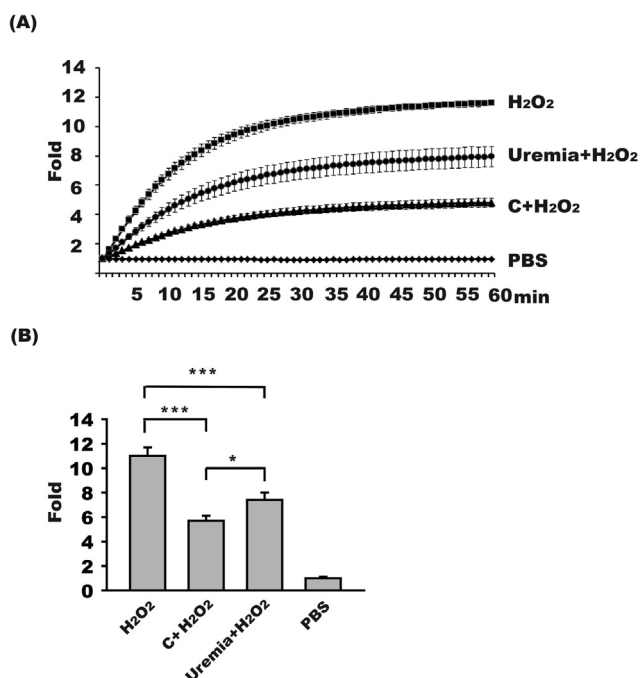 (A)
14
12
10
8
6
4
2
Fold
H₂O₂
Uremia+H₂O₂
C+H₂O₂
PBS
5 10 15 20 25 30 35 40 45 50 55 60 min
(B)
***
***
*
14
12
10
8
6
4
2
0
Fold
H₂O₂
C+ H₂O₂
Uremia+H₂O₂
PBS